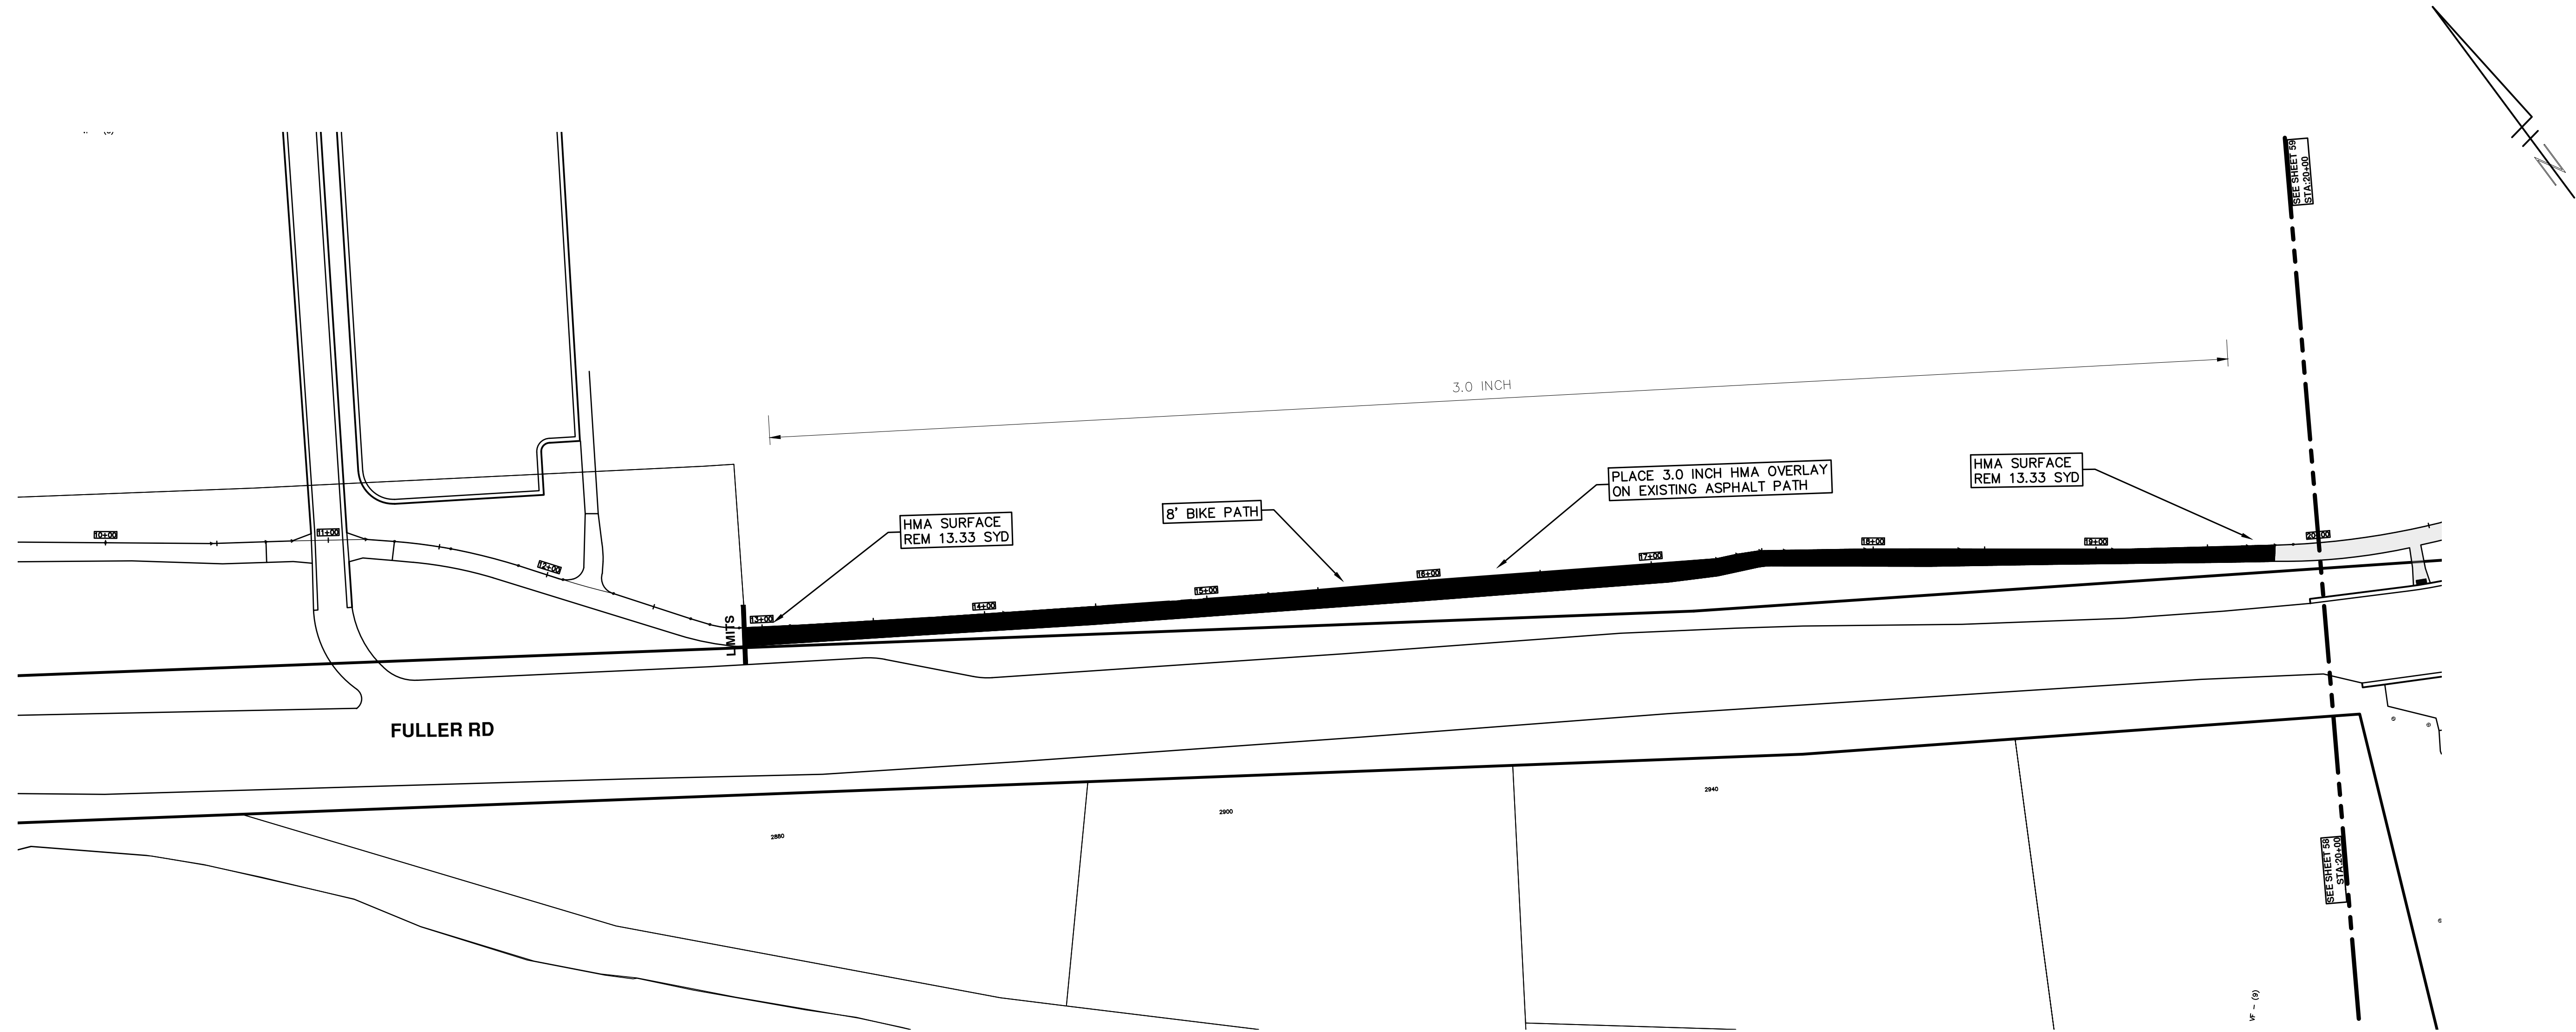 N
SEE SHEET 59
STA:20+00
3.0 INCH
PLACE 3.0 INCH HMA OVERLAY
ON EXISTING ASPHALT PATH
HMA SURFACE
REM 13.33 SYD
8' BIKE PATH
HMA SURFACE
REM 13.33 SYD
10+00
11+00
12+00
13+00
14+00
15+00
16+00
17+00
18+00
19+00
20+00
LIMITS
FULLER RD
2880
2900
2940
SEE SHEET 58
STA:20+00
VF - (9)